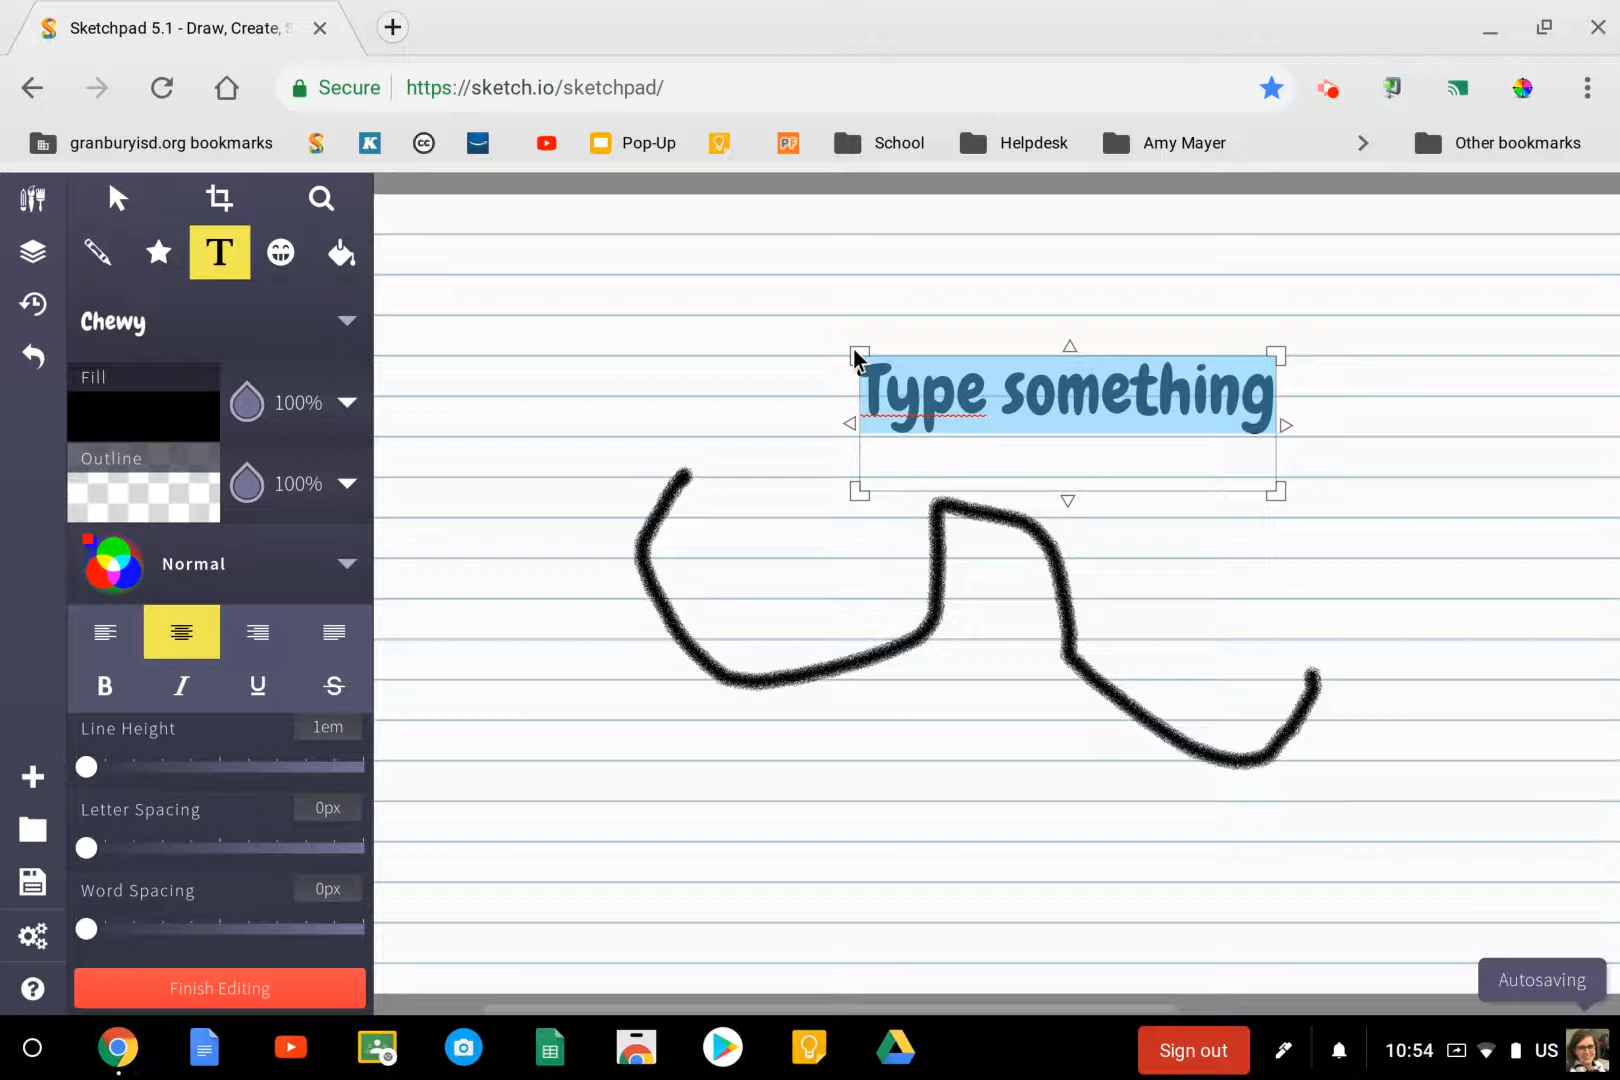 Sketchpad 5.1 - Draw, Create, S
Secure https://sketch.io/sketchpad/
granburyisd.org bookmarks
K
cc
Pop-Up
School
Helpdesk
Amy Mayer
Other bookmarks
T
Chewy
Fill
100%
Outline
100%
Normal
B I U S
Line Height 1em
Letter Spacing 0px
Word Spacing 0px
Finish Editing
Type something
Autosaving
Sign out
10:54
US